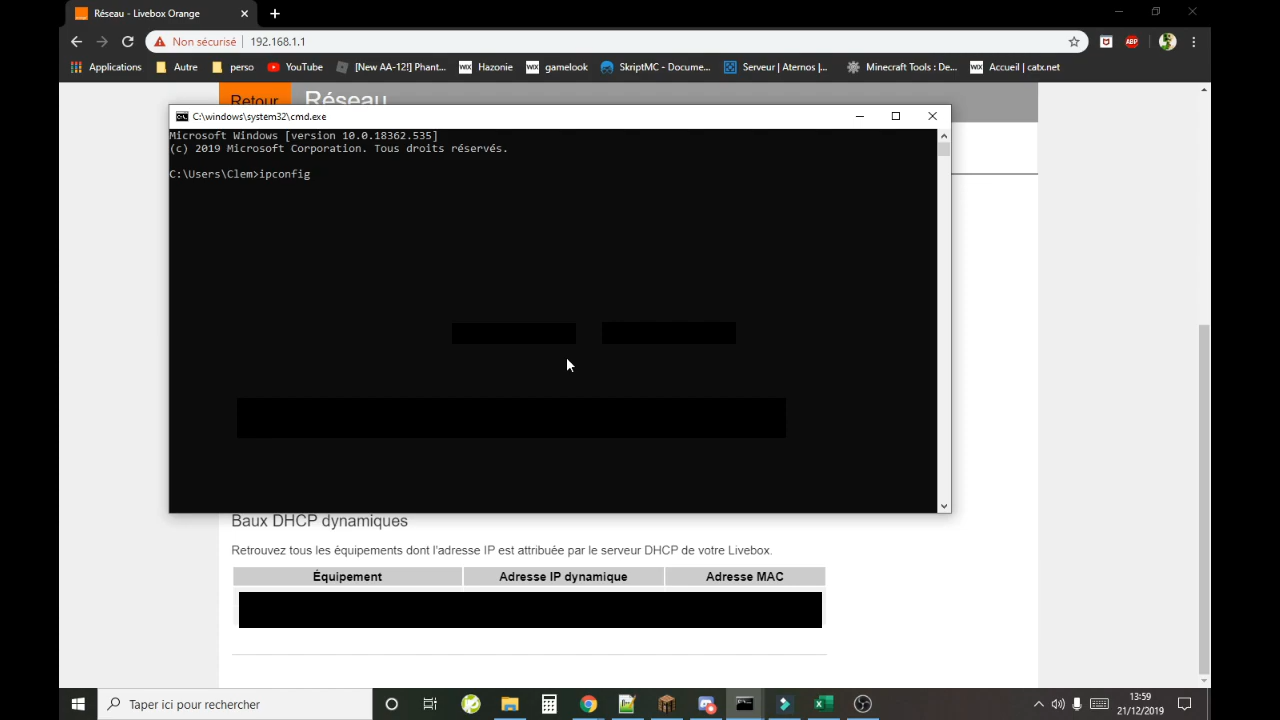 Réseau - Livebox Orange
Non sécurisé 192.168.1.1
ABP
Applications Autre perso YouTube [New AA-12!] Phant... WIX Hazonie WIX gamelook SkriptMC - Docume... Serveur | Aternos |... Minecraft Tools : De... WIX Accueil | catx.net
Retour Réseau
C:\windows\system32\cmd.exe
Microsoft Windows [version 10.0.18362.535]
(c) 2019 Microsoft Corporation. Tous droits réservés.
C:\Users\Clem>ipconfig
Baux DHCP dynamiques
Retrouvez tous les équipements dont l'adresse IP est attribuée par le serveur DHCP de votre Livebox.
Équipement Adresse IP dynamique Adresse MAC
Taper ici pour rechercher
13:59
21/12/2019